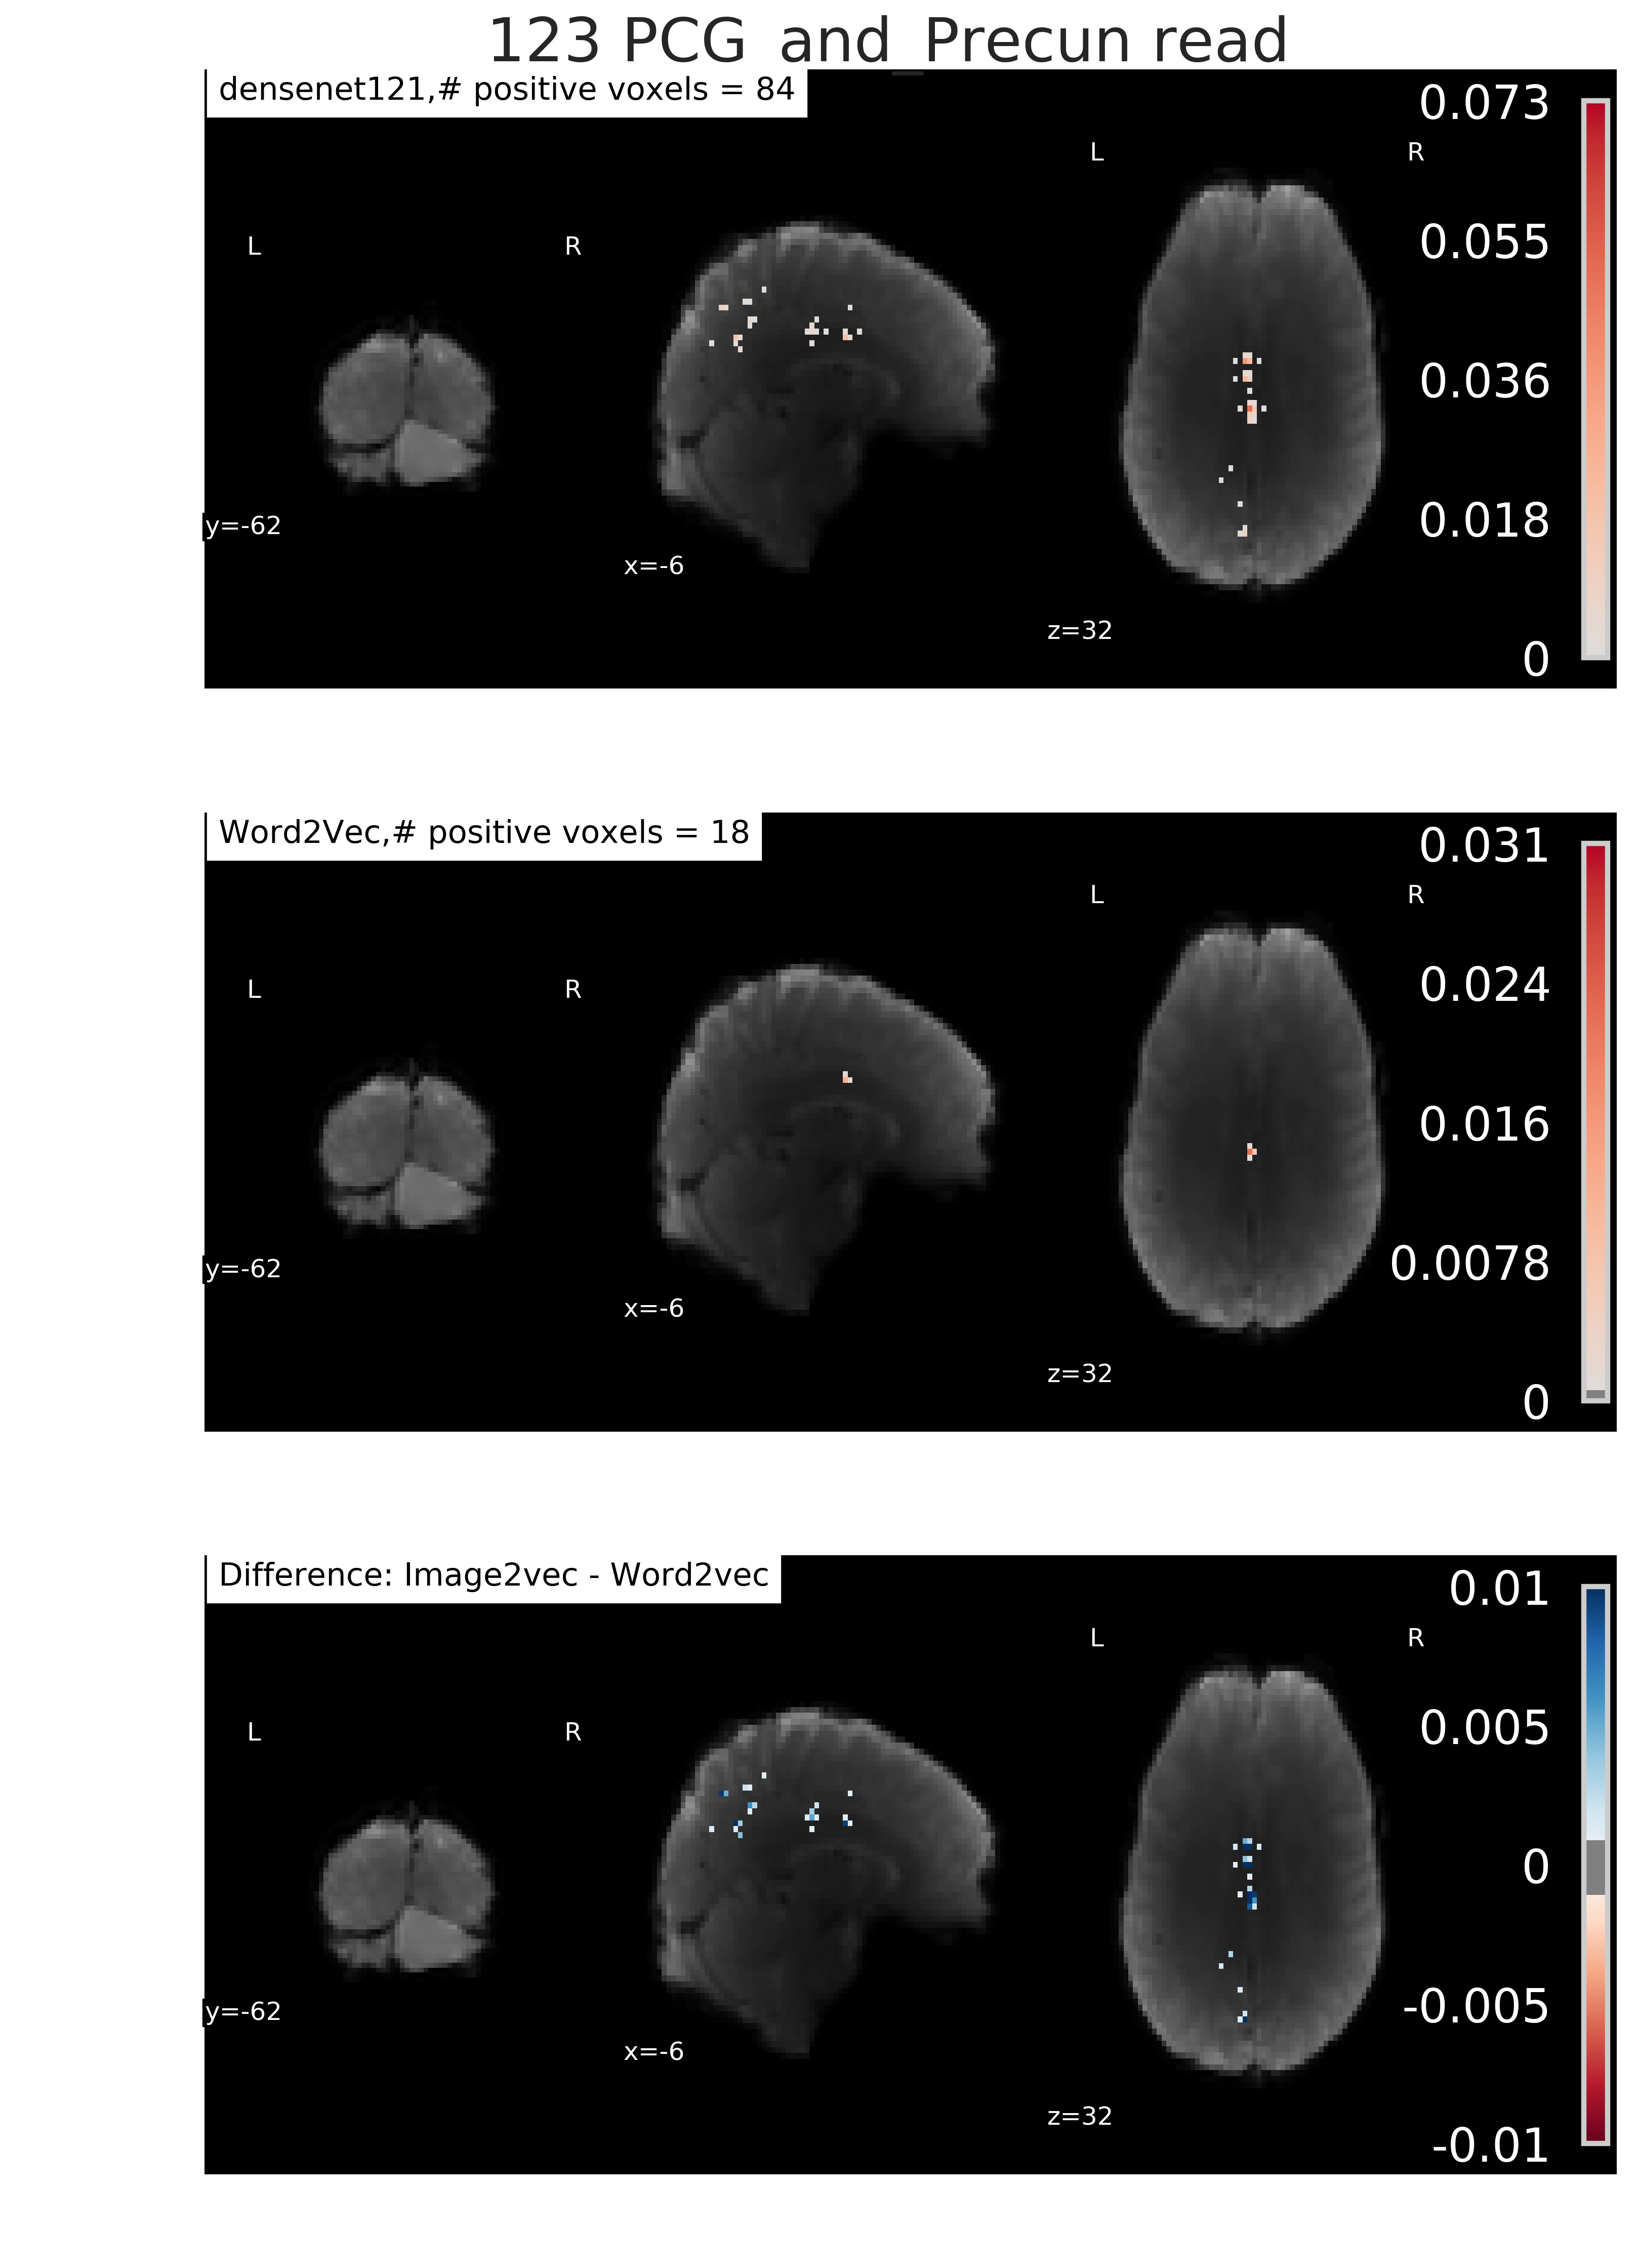 123 PCG_and_Precun read
densenet121,# positive voxels = 84
0.073
L R
L R
0.055
0.036
0.018
y=-62
x=-6
z=32
0
Word2Vec,# positive voxels = 18
0.031
L R
L R
0.024
0.016
0.0078
y=-62
x=-6
z=32
0
Difference: Image2vec - Word2vec
0.01
L R
L R
0.005
0
-0.005
y=-62
x=-6
z=32
-0.01